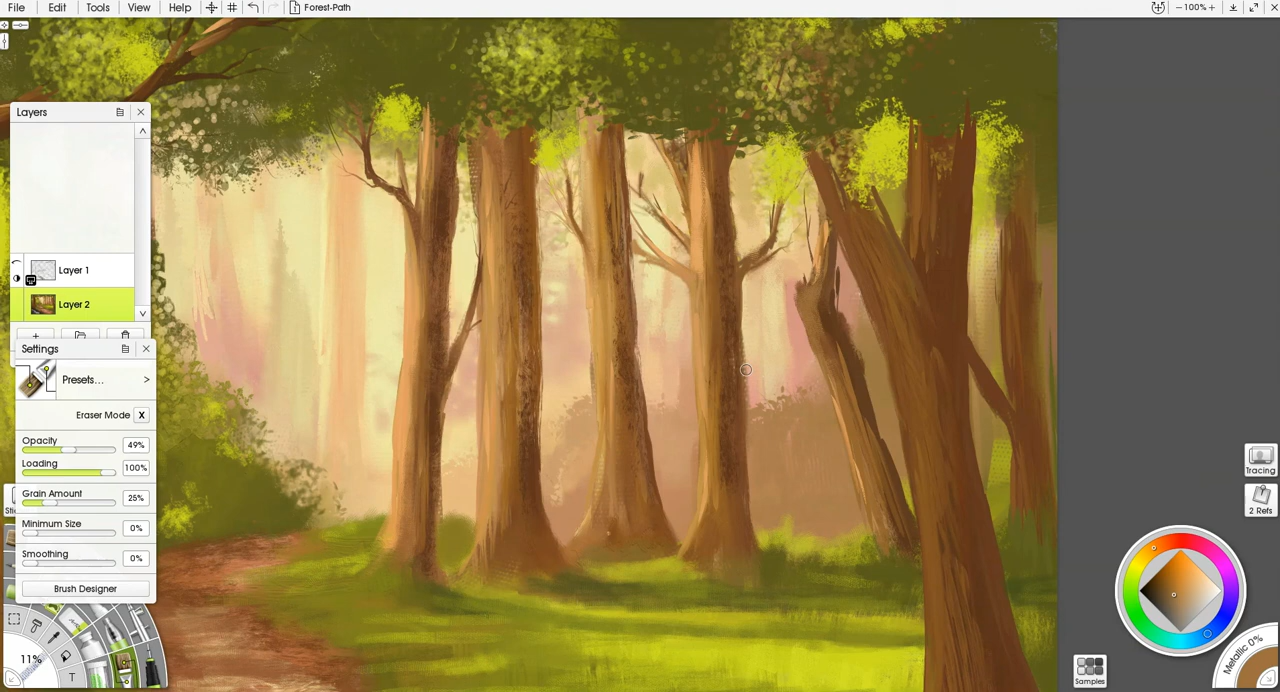 File Edit Tools View Help Forest-Path
−100%+
Layers
Layer 1
Layer 2
Settings
Presets... >
Eraser Mode X
Opacity 49%
Loading 100%
Grain Amount 25%
Minimum Size 0%
Smoothing 0%
Brush Designer
11%
T
Tracing
2 Refs
Samples
Metallic 0%